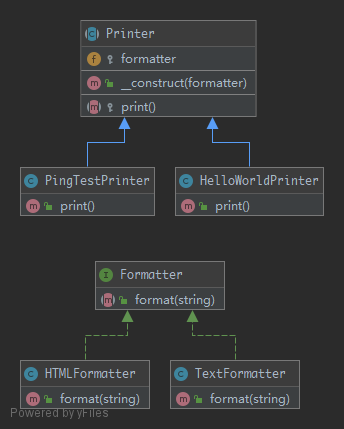 Printer
formatter
__construct(formatter)
print()
PingTestPrinter
print()
HelloWorldPrinter
print()
Formatter
format(string)
HTMLFormatter
format(string)
TextFormatter
format(string)
Powered by yFiles